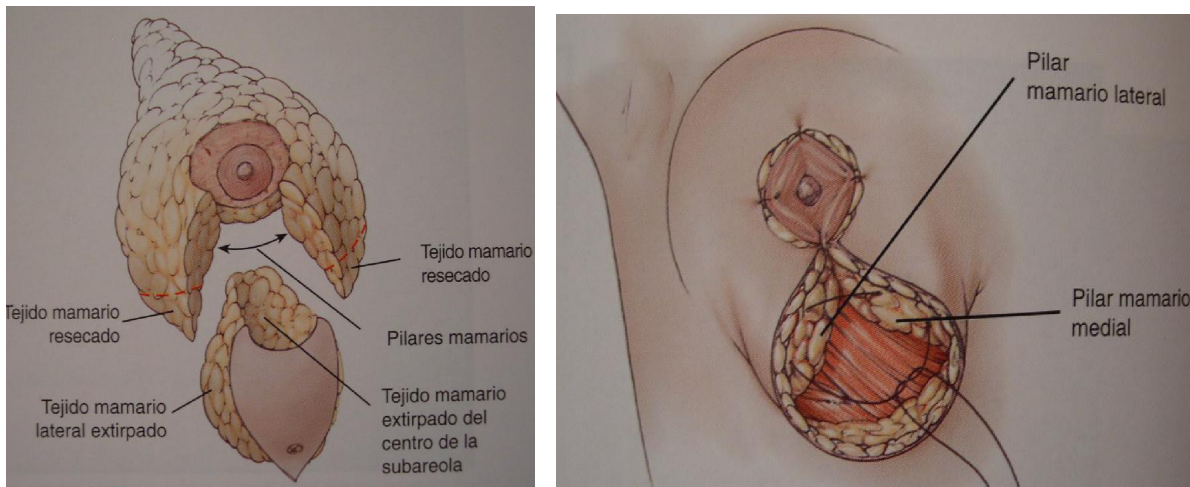 Tejido mamario
resecado
Tejido mamario
resecado
Pilares mamarios
Tejido mamario
lateral extirpado
Tejido mamario
extirpado del
centro de la
subareola
Pilar
mamario lateral
Pilar mamario
medial